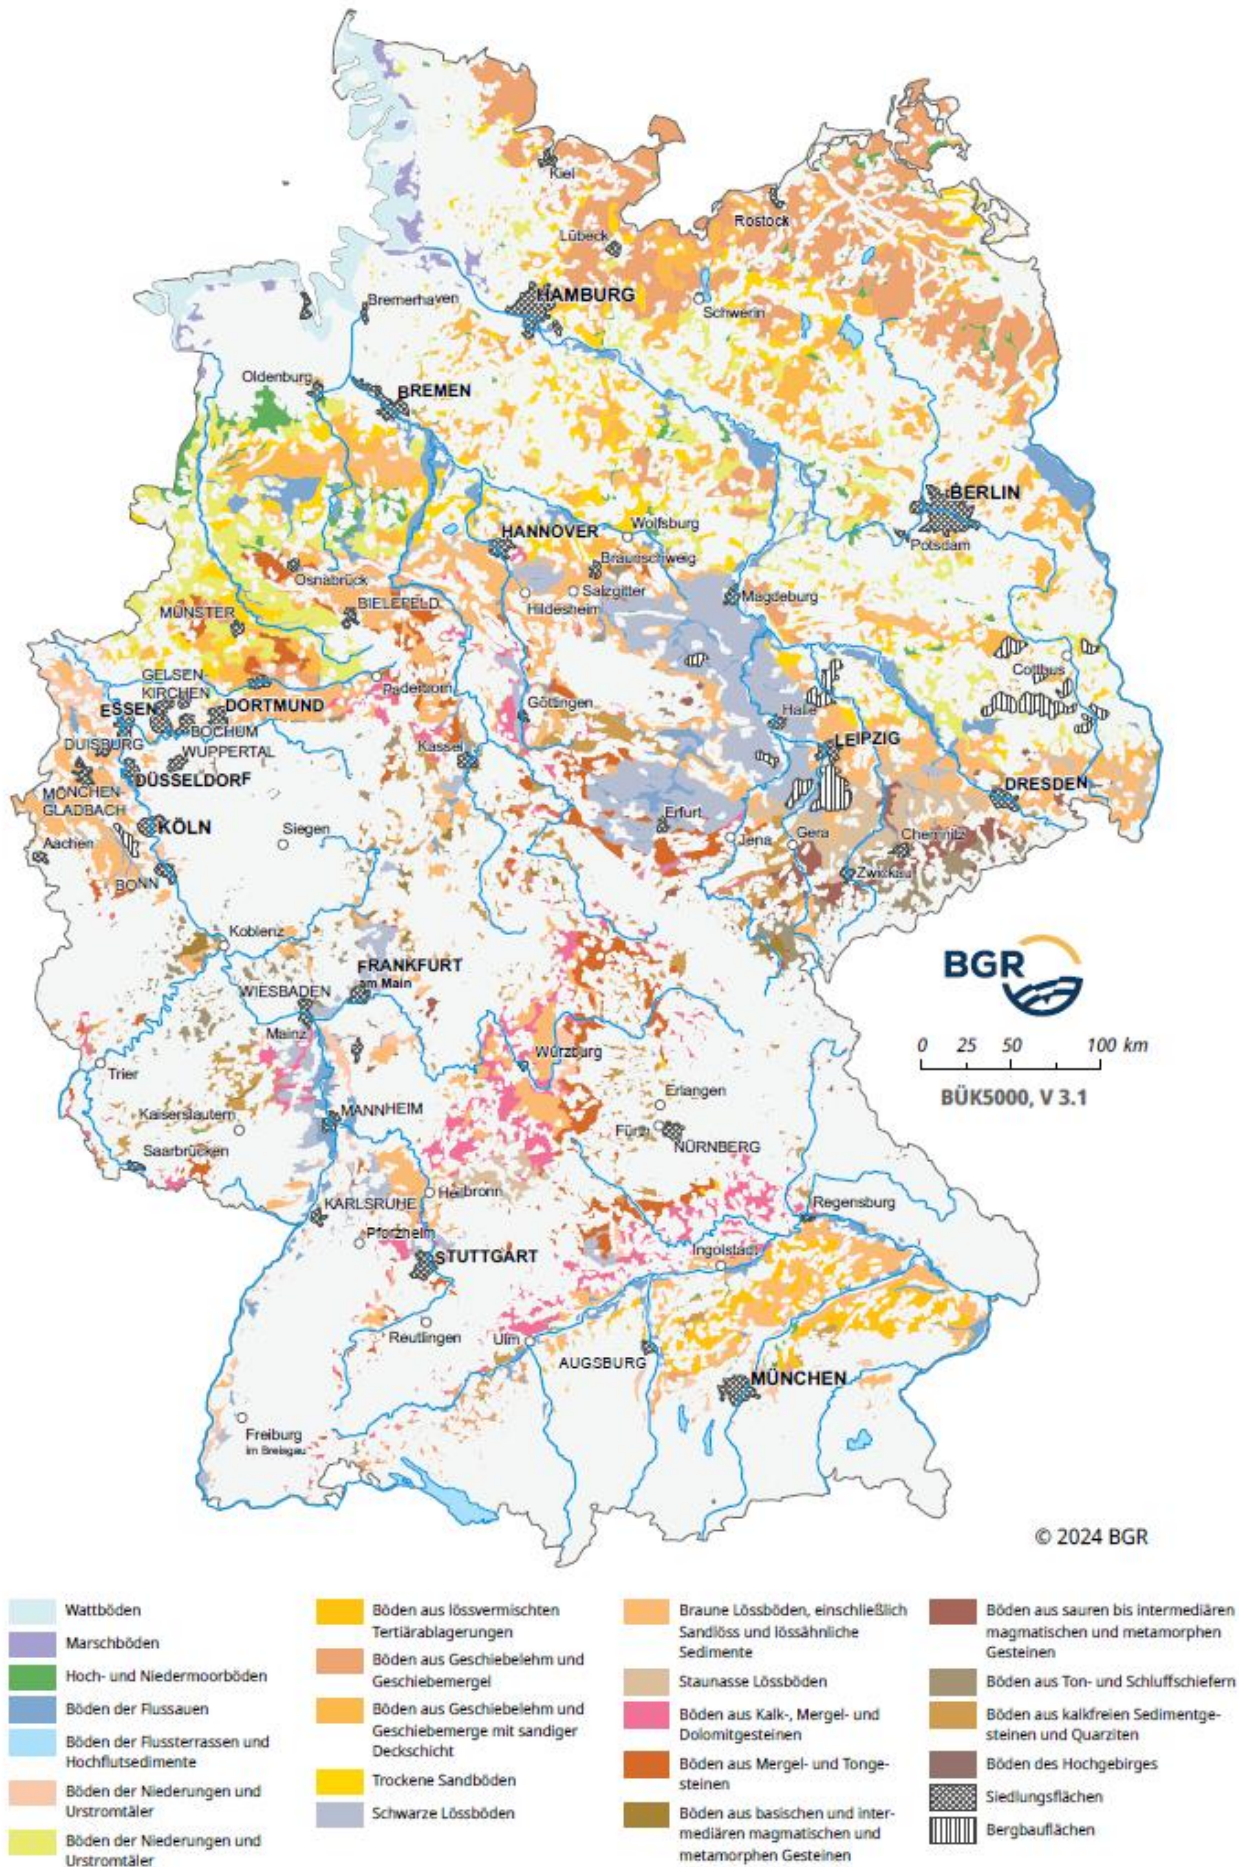 Kiel
Rostock
Lübeck
HAMBURG
Bremerhaven
Schwerin
Oldenburg
BREMEN
BERLIN
Wolfsburg
HANNOVER
Potsdam
Braunschweig
Osnabrück
Salzgitter
Magdeburg
MÜNSTER
BIELEFELD
Hildesheim
Cottbus
GELSEN-
KIRCHEN
Paderborn
ESSEN
DORTMUND
Göttingen
Halle
BOCHUM
DUISBURG
WUPPERTAL
Kassel
LEIPZIG
DÜSSELDORF
DRESDEN
MÖNCHEN-
GLADBACH
KÖLN
Siegen
Erfurt
Jena
Gera
Chemnitz
Aachen
Zwickau
BONN
Koblenz
BGR
FRANKFURT
am Main
WIESBADEN
Mainz
0 25 50 100 km
Würzburg
Trier
BÜK5000, V 3.1
Erlangen
Kaiserslautern
MANNHEIM
Fürth
NÜRNBERG
Saarbrücken
Heilbronn
KARLSRUHE
Regensburg
Pforzheim
STUTTGART
Ingolstadt
Reutlingen
Ulm
AUGSBURG
MÜNCHEN
Freiburg
im Breisgau
© 2024 BGR
Wattböden
Marschböden
Hoch- und Niedermoorböden
Böden der Flussauen
Böden der Flussterrassen und
Hochflutsedimente
Böden der Niederungen und
Urstromtäler
Böden der Niederungen und
Urstromtäler
Böden aus lössvermischten
Tertiärablagerungen
Böden aus Geschiebelehm und
Geschiebemergel
Böden aus Geschiebelehm und
Geschiebemerge mit sandiger
Deckschicht
Trockene Sandböden
Schwarze Lössböden
Braune Lössböden, einschließlich
Sandlöss und lössähnliche
Sedimente
Staunasse Lössböden
Böden aus Kalk-, Mergel- und
Dolomitgesteinen
Böden aus Mergel- und Tonge-
steinen
Böden aus basischen und inter-
mediären magmatischen und
metamorphen Gesteinen
Böden aus sauren bis intermediären
magmatischen und metamorphen
Gesteinen
Böden aus Ton- und Schluffschiefern
Böden aus kalkfreien Sedimentge-
steinen und Quarziten
Böden des Hochgebirges
Siedlungsflächen
Bergbauflächen